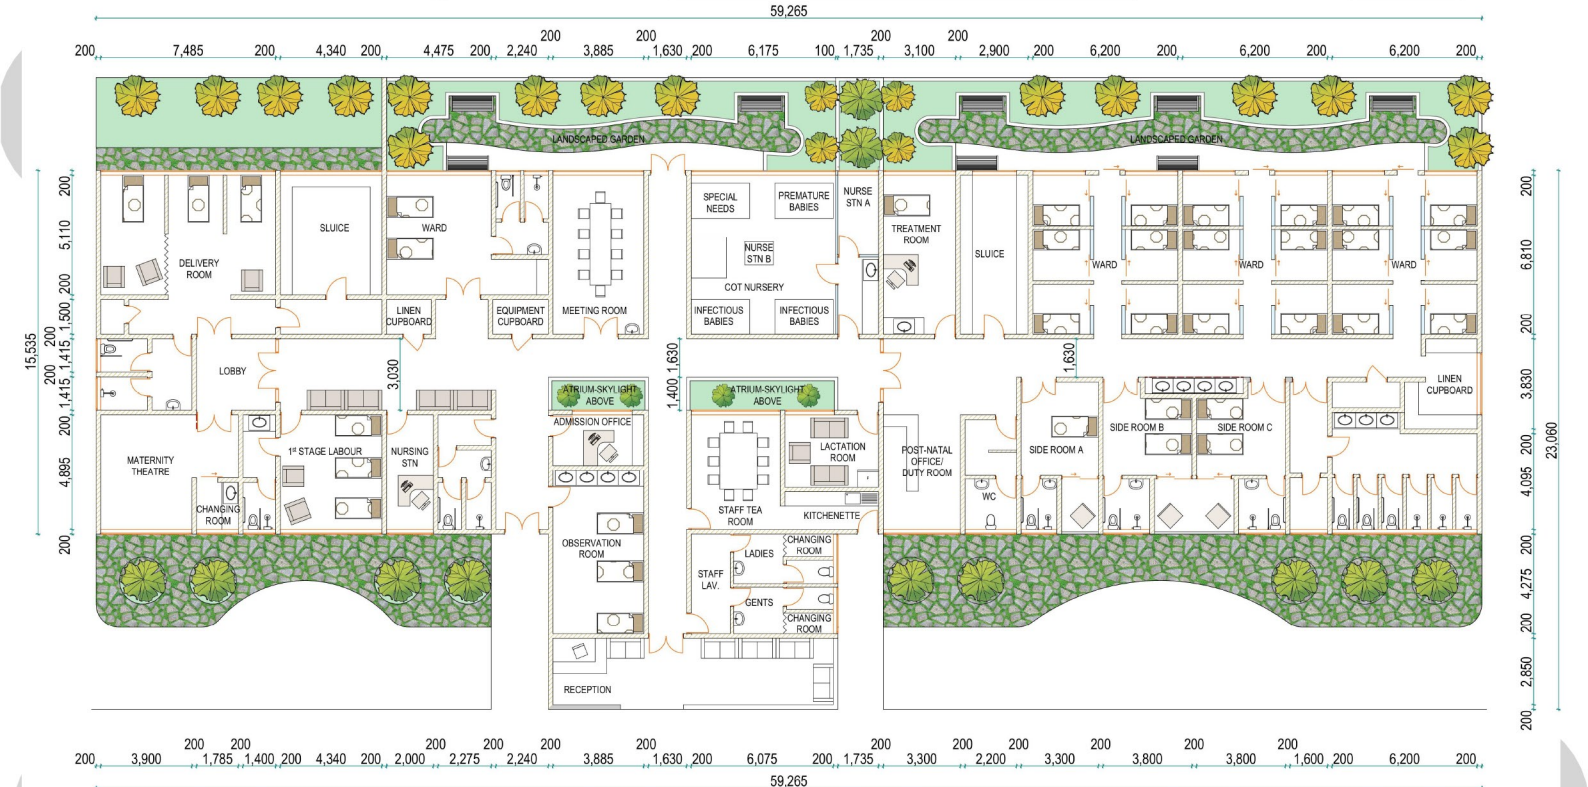 59,265
200 7,485 200 4,340 200 4,475 200 2,240 200 3,885 200 1,630 200 6,175 100 1,735 200 3,100 200 2,900 200 6,200 200 6,200 200 6,200 200
LANDSCAPED GARDEN
LANDSCAPED GARDEN
15,535
200 5,110 200 1,500 200 1,415 200 1,415 200 4,895 200
DELIVERY
ROOM
SLUICE
WARD
LINEN
CUPBOARD
EQUIPMENT
CUPBOARD
MEETING ROOM
SPECIAL
NEEDS
PREMATURE
BABIES
NURSE
STN B
COT NURSERY
INFECTIOUS
BABIES
INFECTIOUS
BABIES
NURSE
STN A
TREATMENT
ROOM
SLUICE
WARD
WARD
WARD
LOBBY
3,030
1,630
1,400
1,630
ATRIUM-SKYLIGHT
ABOVE
ATRIUM-SKYLIGHT
ABOVE
LINEN
CUPBOARD
MATERNITY
THEATRE
CHANGING
ROOM
1st STAGE LABOUR
NURSING
STN
ADMISSION OFFICE
OBSERVATION
ROOM
STAFF TEA
ROOM
LACTATION
ROOM
KITCHENETTE
POST-NATAL
OFFICE/
DUTY ROOM
WC
SIDE ROOM A
SIDE ROOM B
SIDE ROOM C
STAFF
LAV.
LADIES
CHANGING
ROOM
GENTS
CHANGING
ROOM
RECEPTION
200 6,810 200 3,830 200 4,095 200 4,275 200 2,850 200
23,060
200 3,900 200 1,785 200 1,400 200 4,340 200 2,000 200 2,275 200 2,240 200 3,885 200 1,630 200 6,075 200 1,735 200 3,300 200 2,200 200 3,300 200 3,800 200 3,800 200 1,600 200 6,200 200
59,265